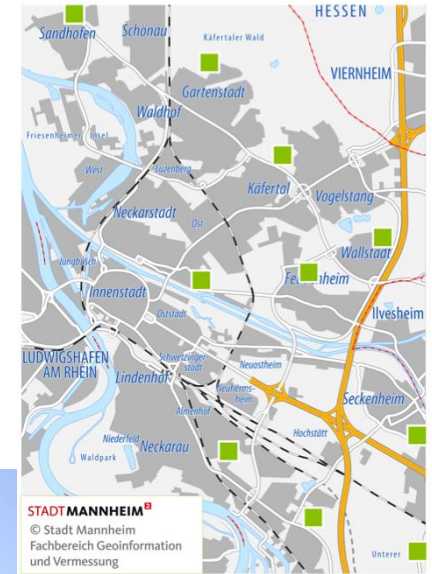 HESSEN
Sandhofen
Schönau
Käfertaler Wald
VIERNHEIM
Gartenstadt
Waldhof
Friesenheimer Insel
-West
-Luzenberg
Käfertal
Vogelstang
Neckarstadt
-Ost
Wallstadt
Jungbusch
heim
Innenstadt
Oststadt
Ilvesheim
LUDWIGSHAFEN
AM RHEIN
Schwetzinger-
stadt
Neuostheim
Lindenhof
Neuherms-
heim
Seckenheim
Almenhof
Hochstätt
Niederfeld
Neckarau
Waldpark
STADTMANNHEIM²
© Stadt Mannheim
Fachbereich Geoinformation
und Vermessung
Unterer